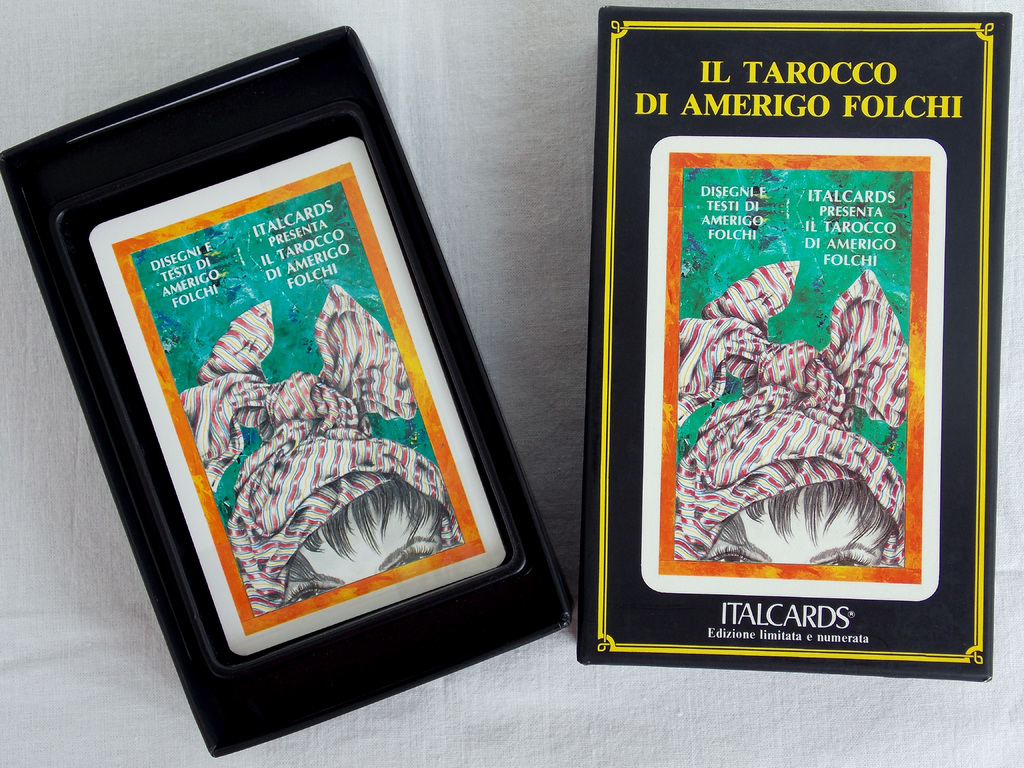 DISEGNI E
TESTI DI
AMERIGO
FOLCHI
ITALCARDS
PRESENTA
IL TAROCCO
DI AMERIGO
FOLCHI
IL TAROCCO
DI AMERIGO FOLCHI
DISEGNI E
TESTI DI
AMERIGO
FOLCHI
ITALCARDS
PRESENTA
IL TAROCCO
DI AMERIGO
FOLCHI
ITALCARDS®
Edizione limitata e numerata